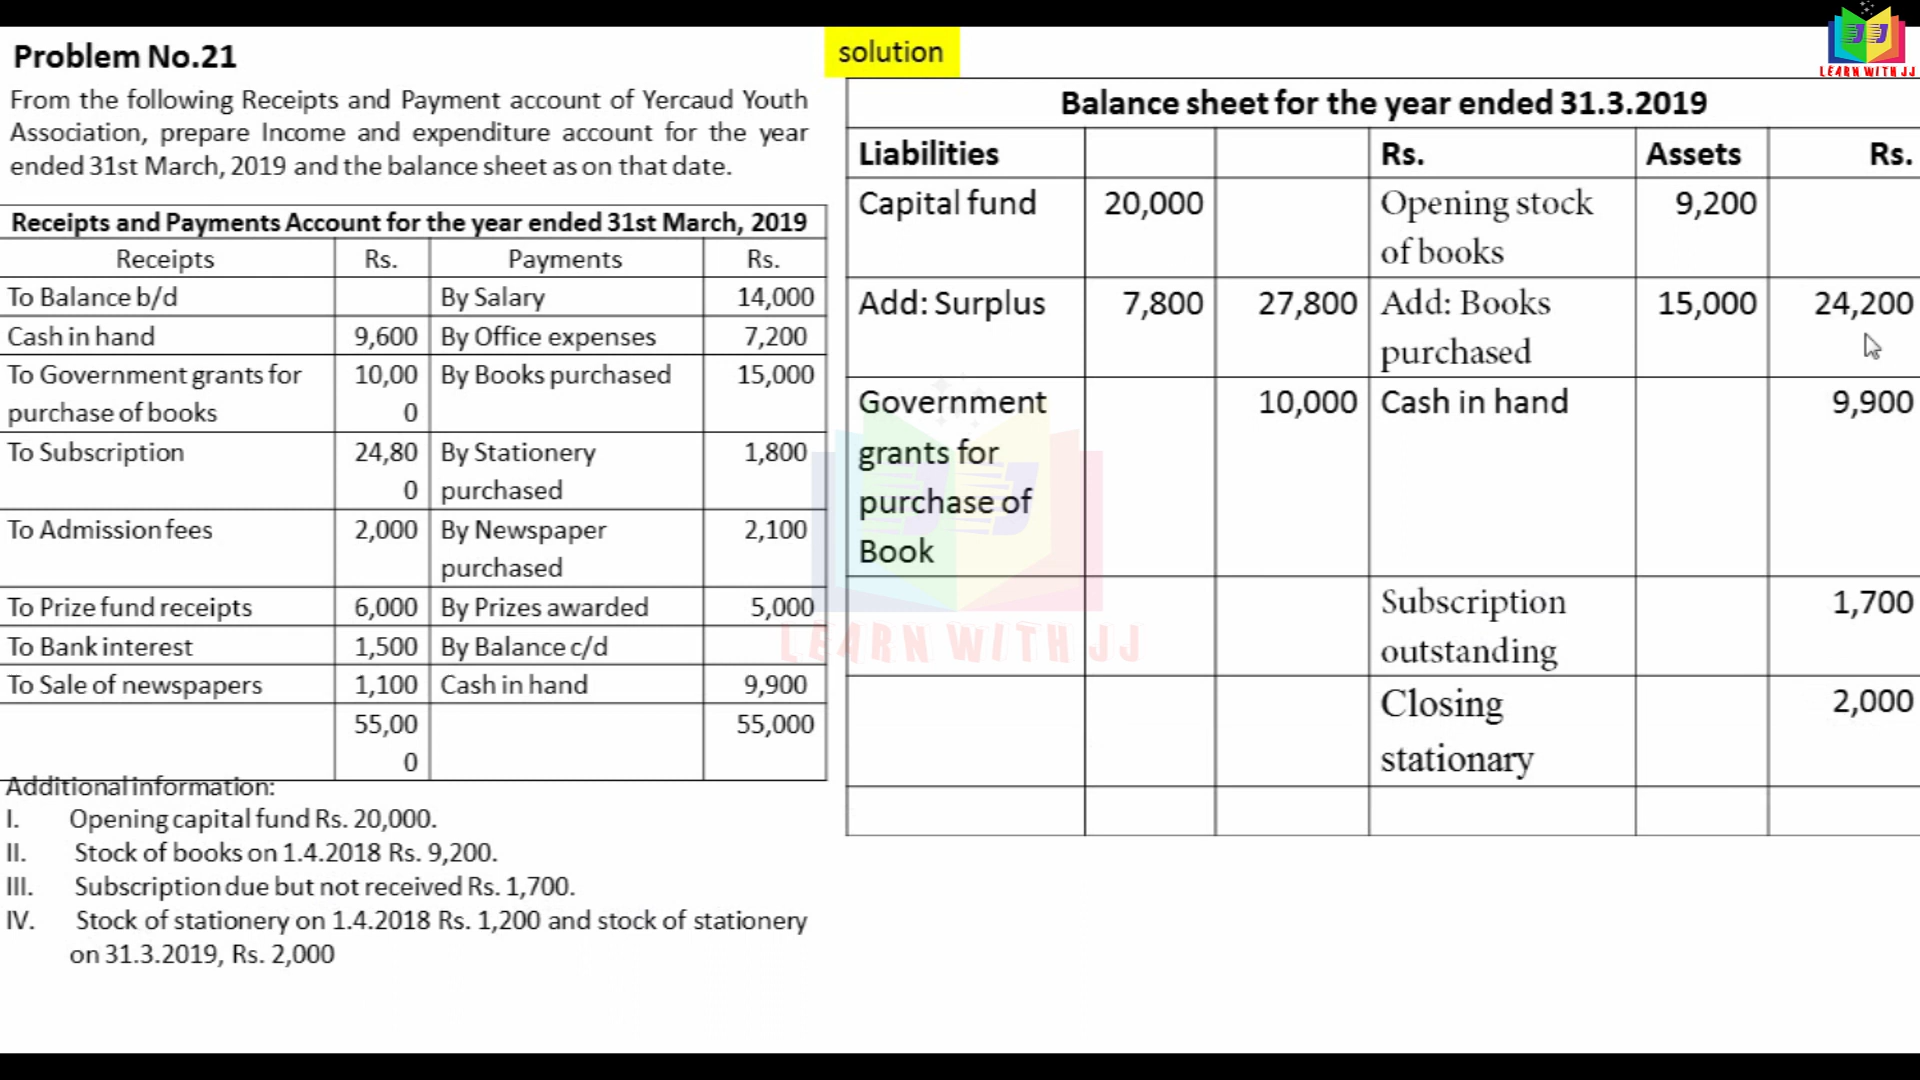 LEARN WITH JJ
Problem No.21
From the following Receipts and Payment account of Yercaud Youth
Association, prepare Income and expenditure account for the year
ended 31st March, 2019 and the balance sheet as on that date.
Receipts and Payments Account for the year ended 31st March, 2019
Receipts Rs. Payments Rs.
To Balance b/d By Salary 14,000
Cash in hand 9,600 By Office expenses 7,200
To Government grants for 10,00 By Books purchased 15,000
purchase of books 0
To Subscription 24,80 By Stationery 1,800
0 purchased
To Admission fees 2,000 By Newspaper 2,100
purchased
To Prize fund receipts 6,000 By Prizes awarded 5,000
To Bank interest 1,500 By Balance c/d
To Sale of newspapers 1,100 Cash in hand 9,900
55,00 55,000
0
Additional information:
I. Opening capital fund Rs. 20,000.
II. Stock of books on 1.4.2018 Rs. 9,200.
III. Subscription due but not received Rs. 1,700.
IV. Stock of stationery on 1.4.2018 Rs. 1,200 and stock of stationery
on 31.3.2019, Rs. 2,000
solution
Balance sheet for the year ended 31.3.2019
Liabilities Rs. Assets Rs.
Capital fund 20,000 Opening stock 9,200
of books
Add: Surplus 7,800 27,800 Add: Books 15,000 24,200
purchased
Government 10,000 Cash in hand 9,900
grants for
purchase of
Book
Subscription 1,700
outstanding
Closing 2,000
stationary
LEARN WITH JJ